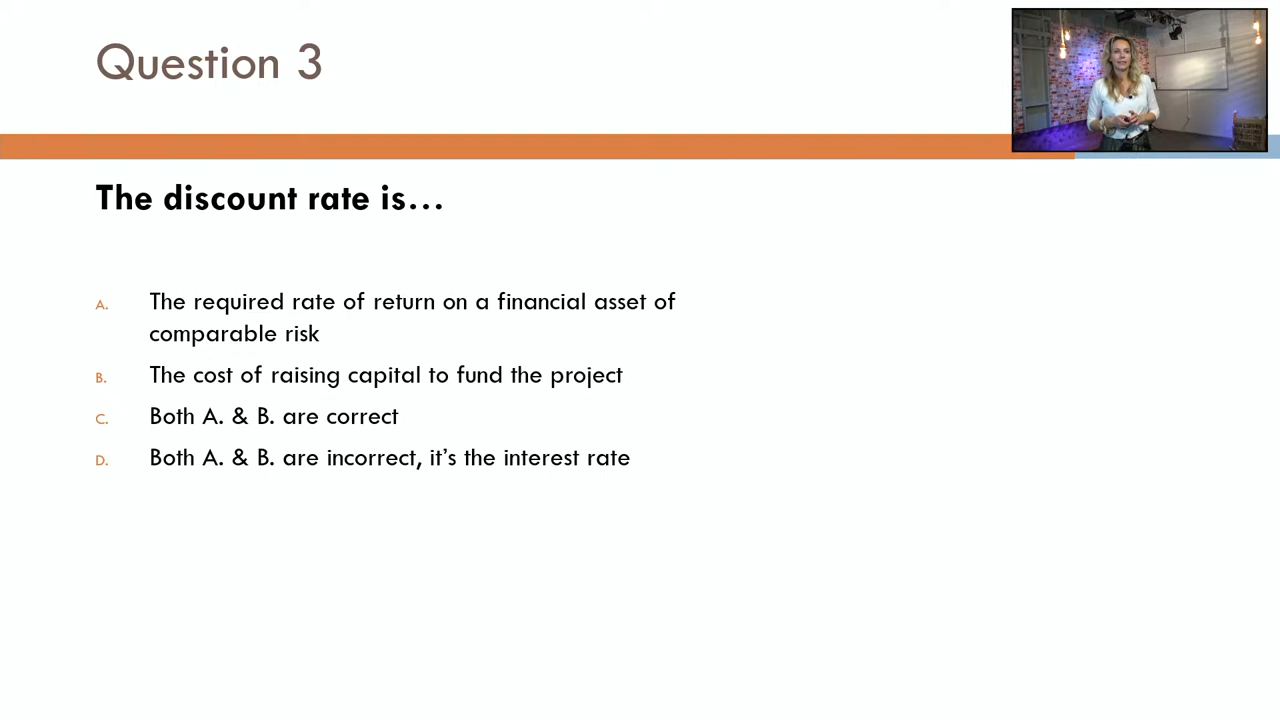 Question 3
The discount rate is…
A. The required rate of return on a financial asset of
comparable risk
B. The cost of raising capital to fund the project
C. Both A. & B. are correct
D. Both A. & B. are incorrect, it’s the interest rate